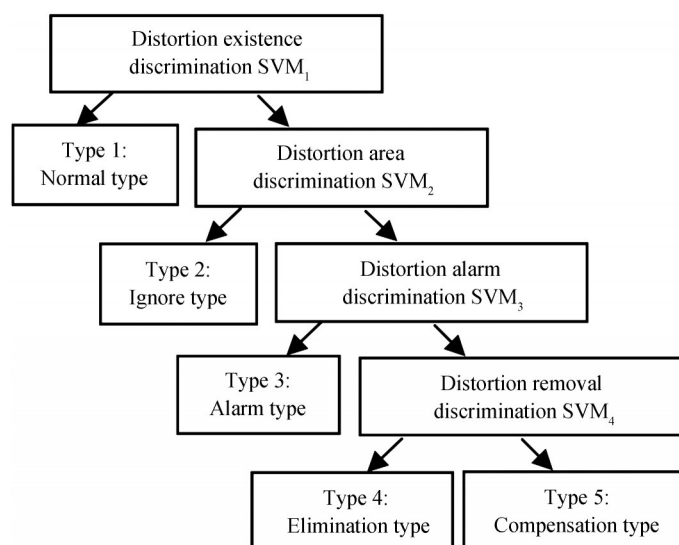 Distortion existence
discrimination SVM₁
Type 1:
Normal type
Distortion area
discrimination SVM₂
Type 2:
Ignore type
Distortion alarm
discrimination SVM₃
Type 3:
Alarm type
Distortion removal
discrimination SVM₄
Type 4:
Elimination type
Type 5:
Compensation type